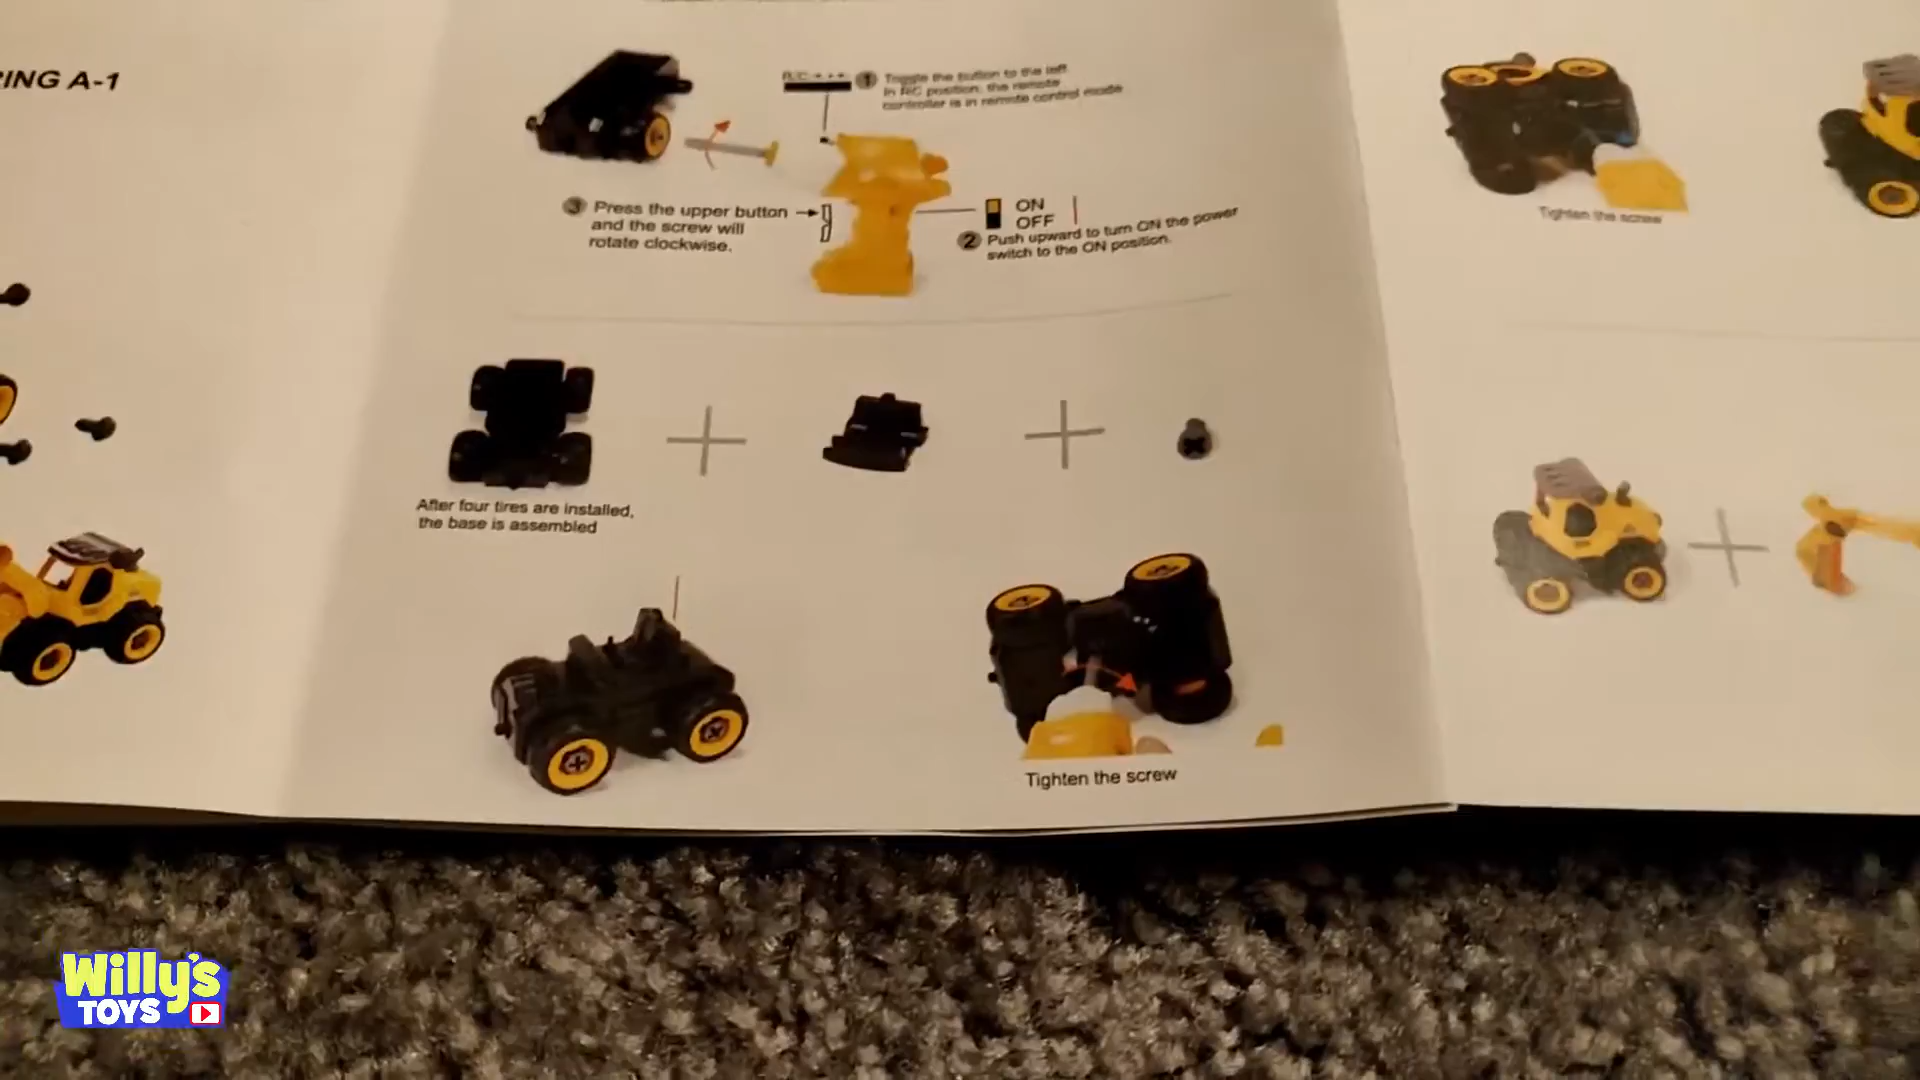 RING A-1
R/C
1 Toggle the button to the left
in R/C position, the remote
controller is in remote control mode
3 Press the upper button
and the screw will
rotate clockwise.
ON
OFF
2 Push upward to turn ON the power
switch to the ON position.
Tighten the screw
After four tires are installed,
the base is assembled
Tighten the screw
Willy's
TOYS